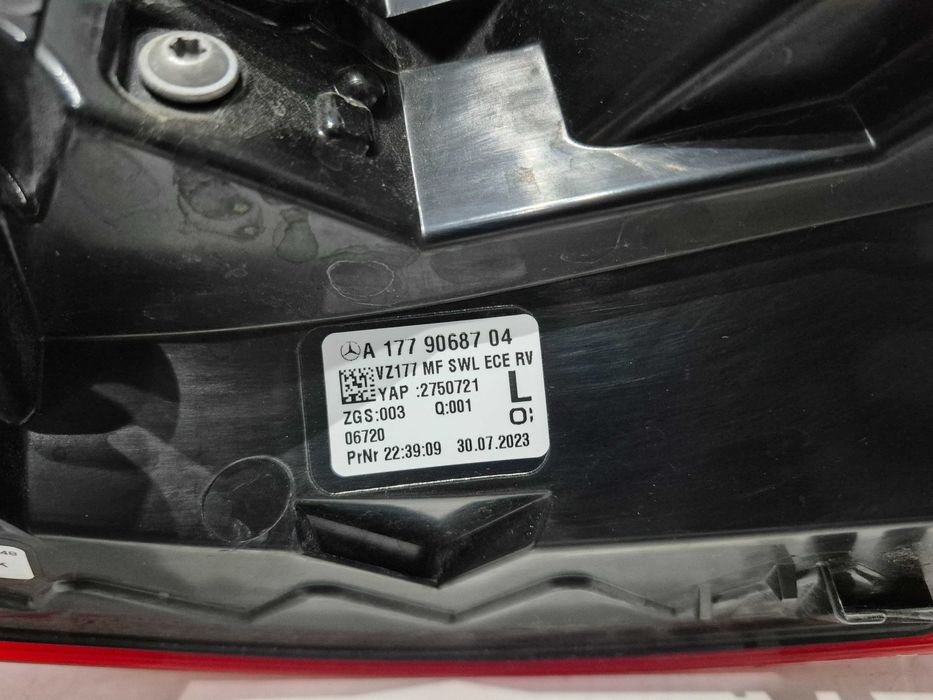 A 177 90687 04
VZ177 MF SWL ECE RV
YAP :2750721
L
ZGS:003 Q:001
06720
PrNr 22:39:09 30.07.2023